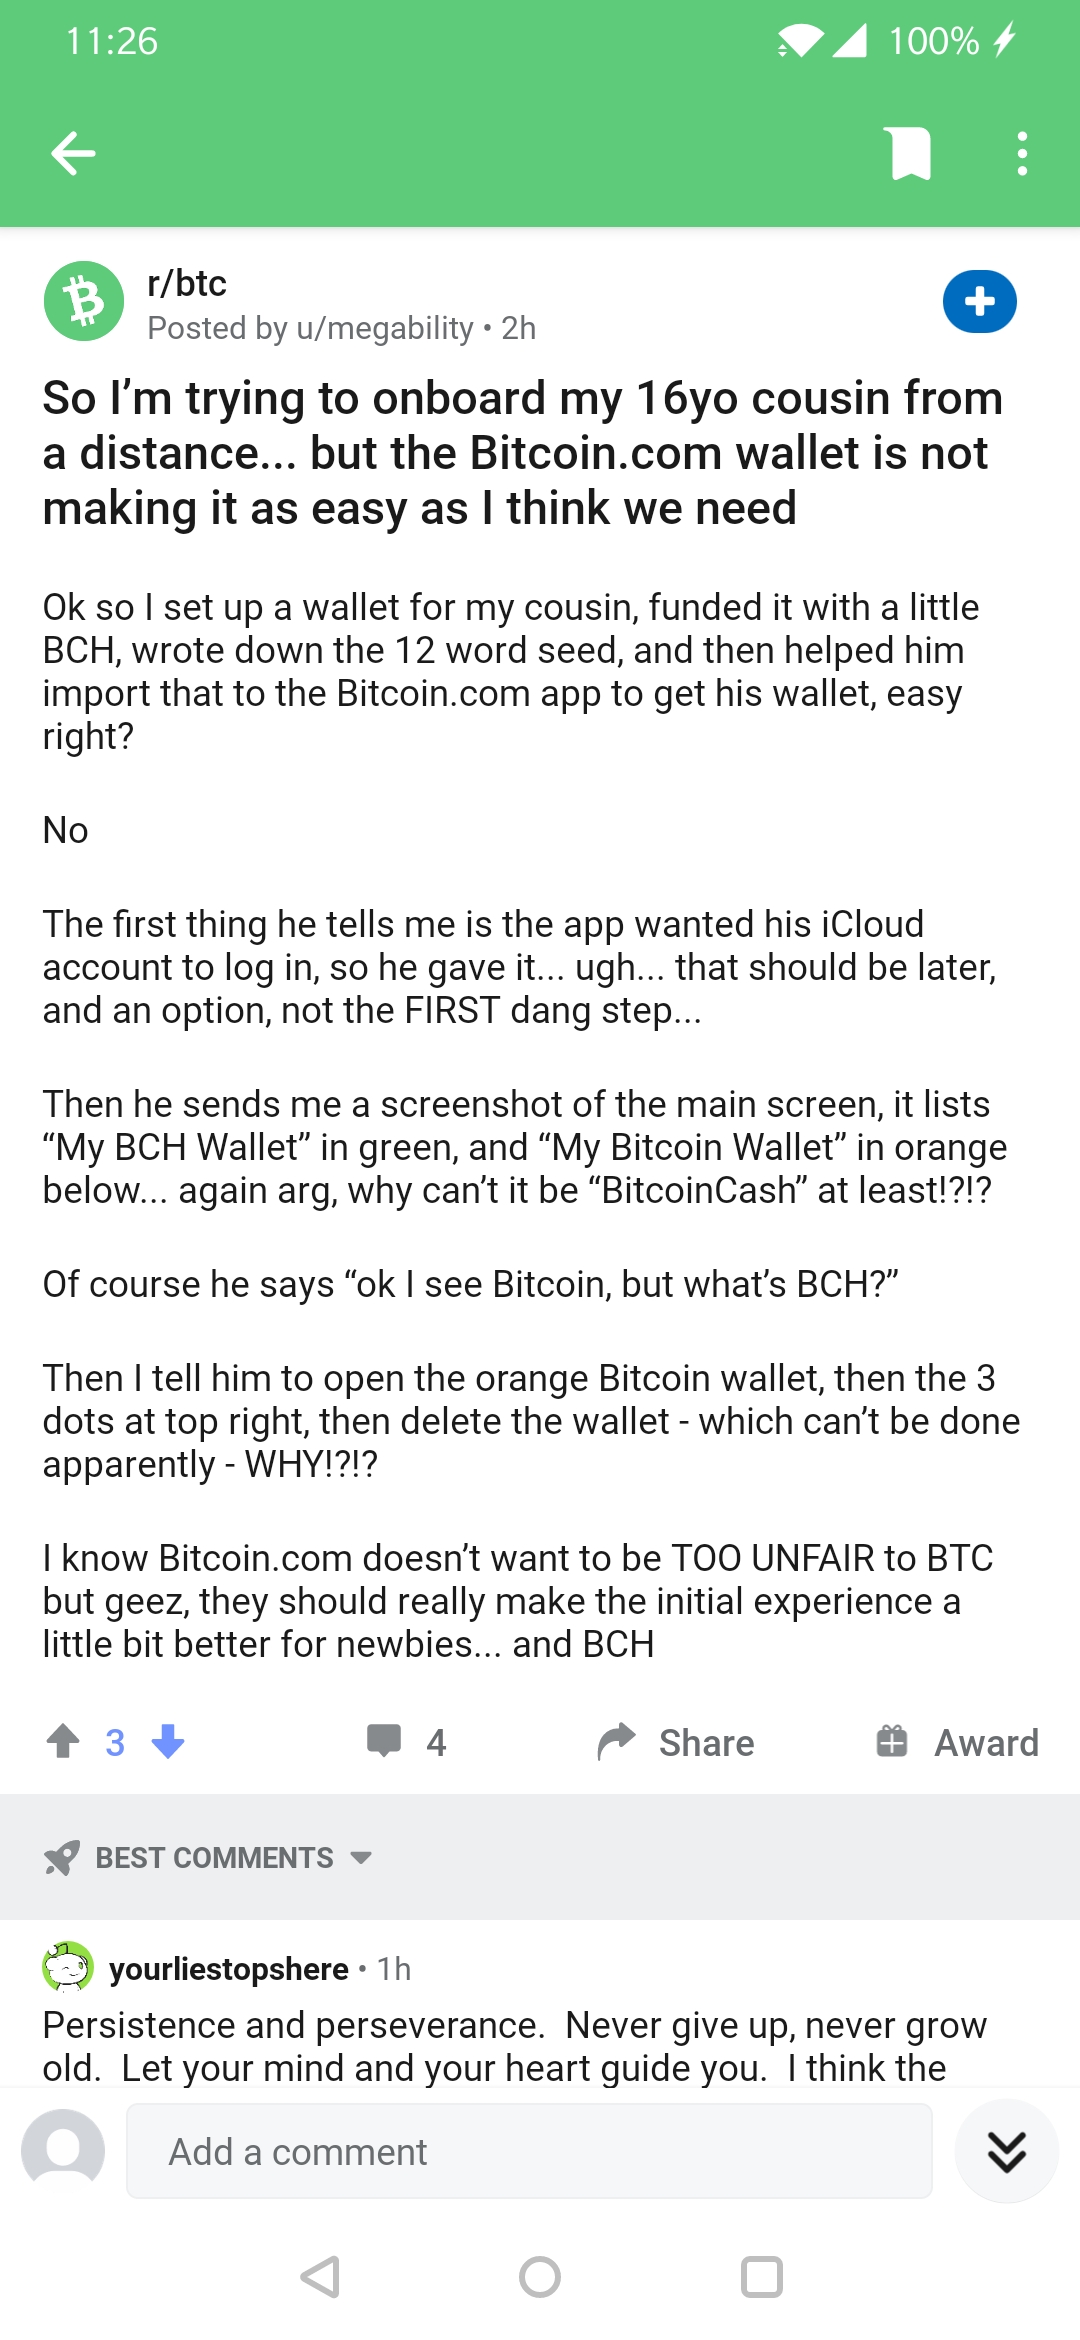 11:26
100%
r/btc
Posted by u/megability • 2h
So I’m trying to onboard my 16yo cousin from
a distance... but the Bitcoin.com wallet is not
making it as easy as I think we need
Ok so I set up a wallet for my cousin, funded it with a little
BCH, wrote down the 12 word seed, and then helped him
import that to the Bitcoin.com app to get his wallet, easy
right?
No
The first thing he tells me is the app wanted his iCloud
account to log in, so he gave it... ugh... that should be later,
and an option, not the FIRST dang step...
Then he sends me a screenshot of the main screen, it lists
“My BCH Wallet” in green, and “My Bitcoin Wallet” in orange
below... again arg, why can’t it be “BitcoinCash” at least!?!?
Of course he says “ok I see Bitcoin, but what’s BCH?”
Then I tell him to open the orange Bitcoin wallet, then the 3
dots at top right, then delete the wallet - which can’t be done
apparently - WHY!?!?
I know Bitcoin.com doesn’t want to be TOO UNFAIR to BTC
but geez, they should really make the initial experience a
little bit better for newbies... and BCH
3 4 Share Award
BEST COMMENTS
yourliestopshere • 1h
Persistence and perseverance.  Never give up, never grow
old.  Let your mind and your heart guide you.  I think the
Add a comment